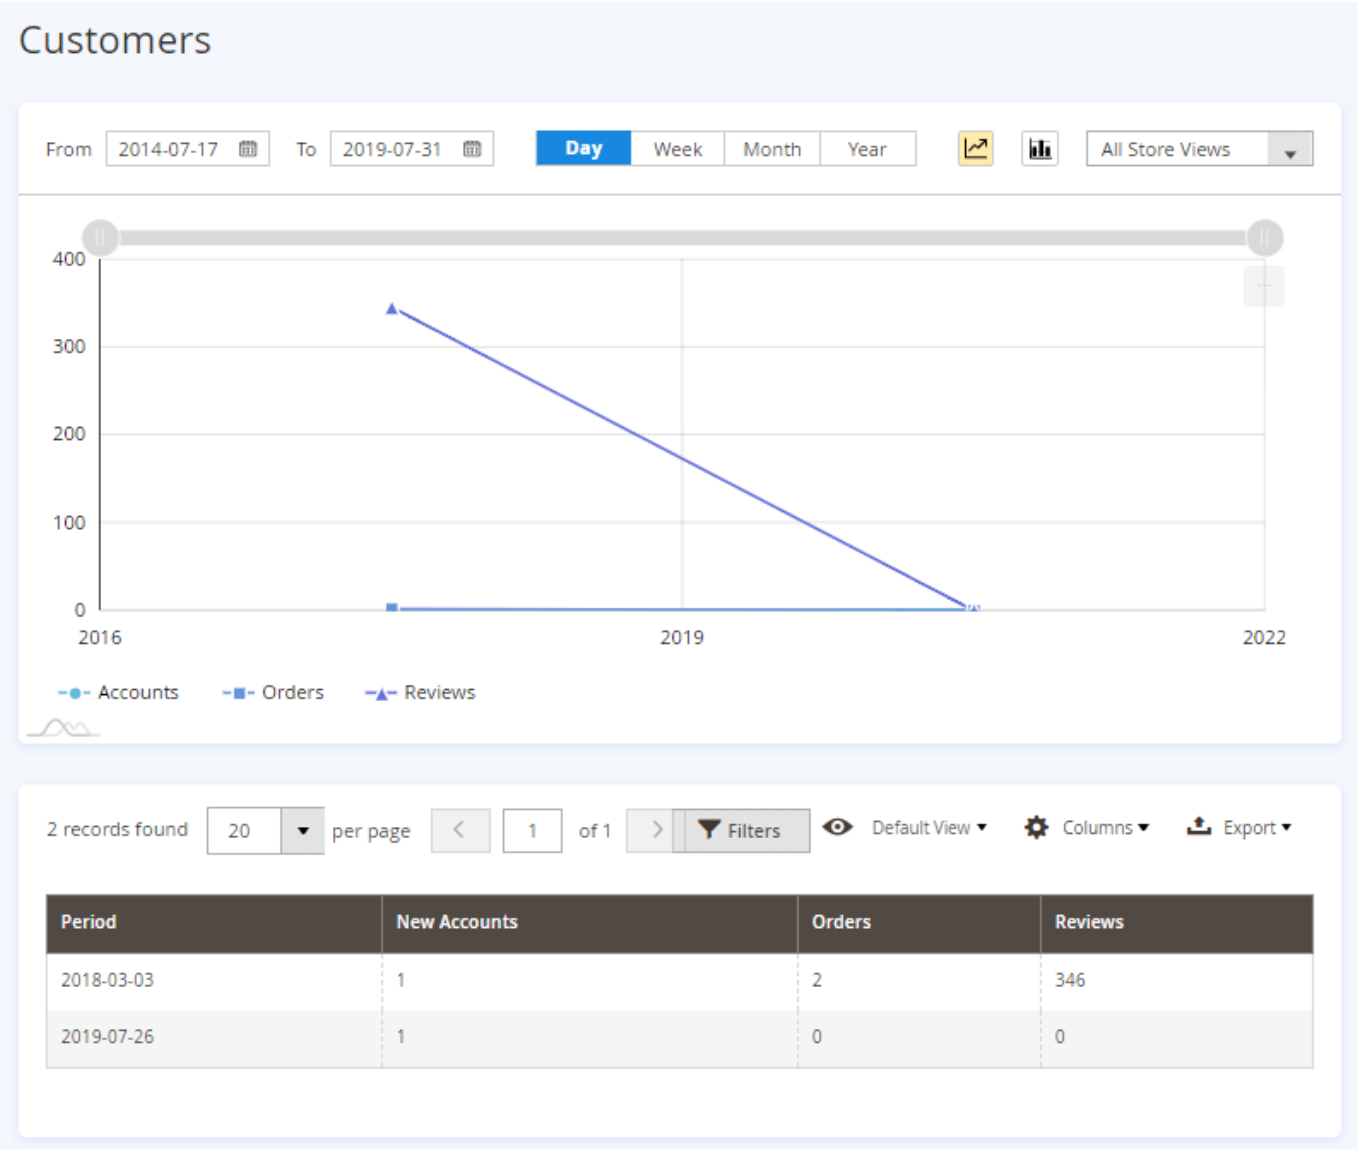 Customers
From 2014-07-17 To 2019-07-31 Day Week Month Year All Store Views
400
300
200
100
0
2016 2019 2022
Accounts Orders Reviews
2 records found 20 per page 1 of 1 Filters Default View Columns Export
Period New Accounts Orders Reviews
2018-03-03 1 2 346
2019-07-26 1 0 0